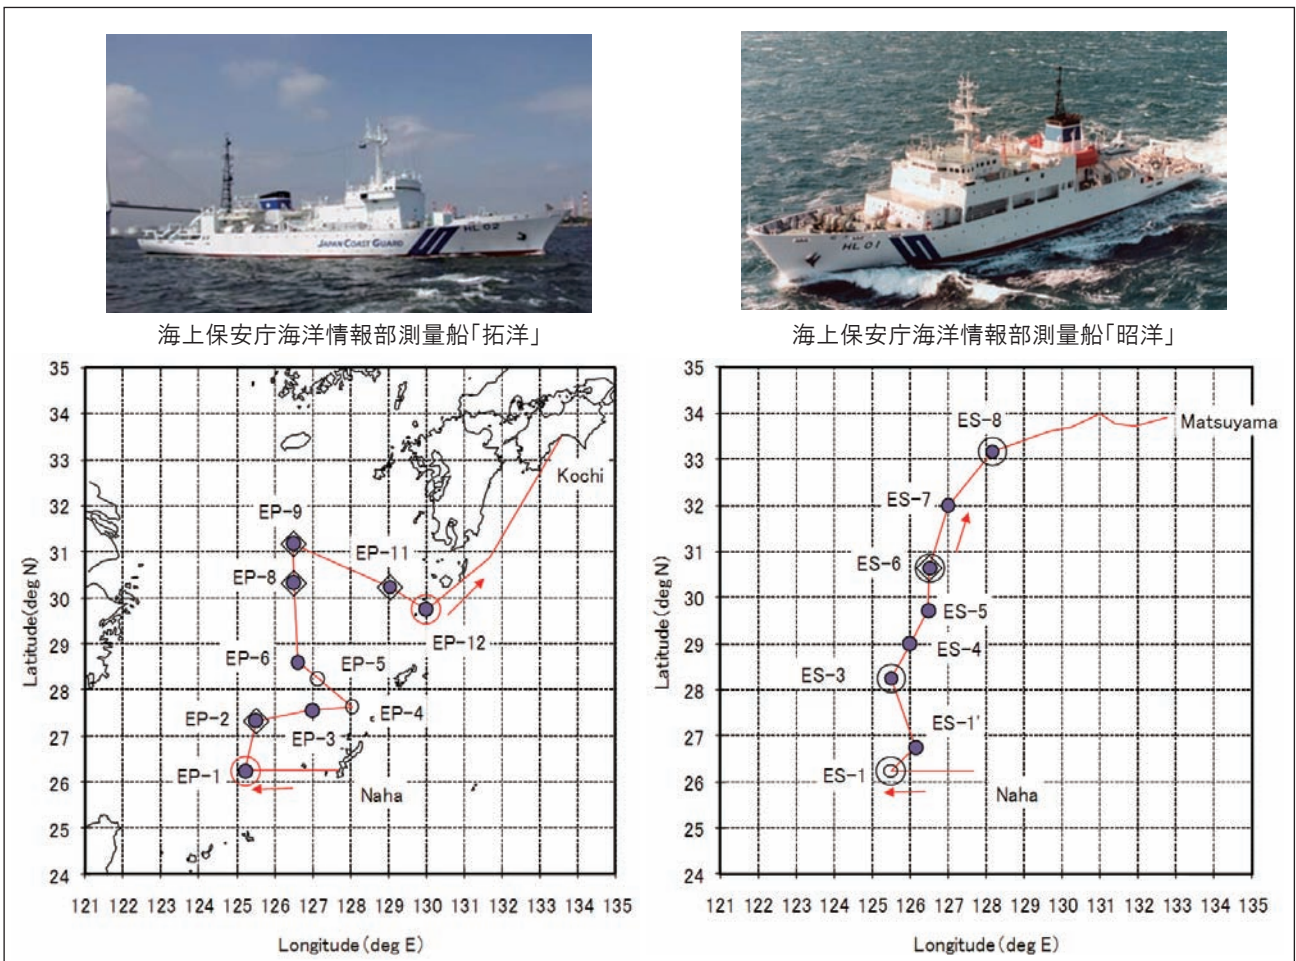 JAPAN COAST GUARD
HL 02
HL 01
海上保安庁海洋情報部測量船「拓洋」
海上保安庁海洋情報部測量船「昭洋」
35
34
33
32
31
30
29
28
27
26
25
24
Latitude(deg N)
121 122 123 124 125 126 127 128 129 130 131 132 133 134 135
Longitude(deg E)
Kochi
EP-9
EP-11
EP-8
EP-12
EP-6
EP-5
EP-2
EP-4
EP-3
EP-1
Naha
35
34
33
32
31
30
29
28
27
26
25
24
Latitude(deg N)
121 122 123 124 125 126 127 128 129 130 131 132 133 134 135
Longitude(deg E)
ES-8
Matsuyama
ES-7
ES-6
ES-5
ES-4
ES-3
ES-1'
ES-1
Naha